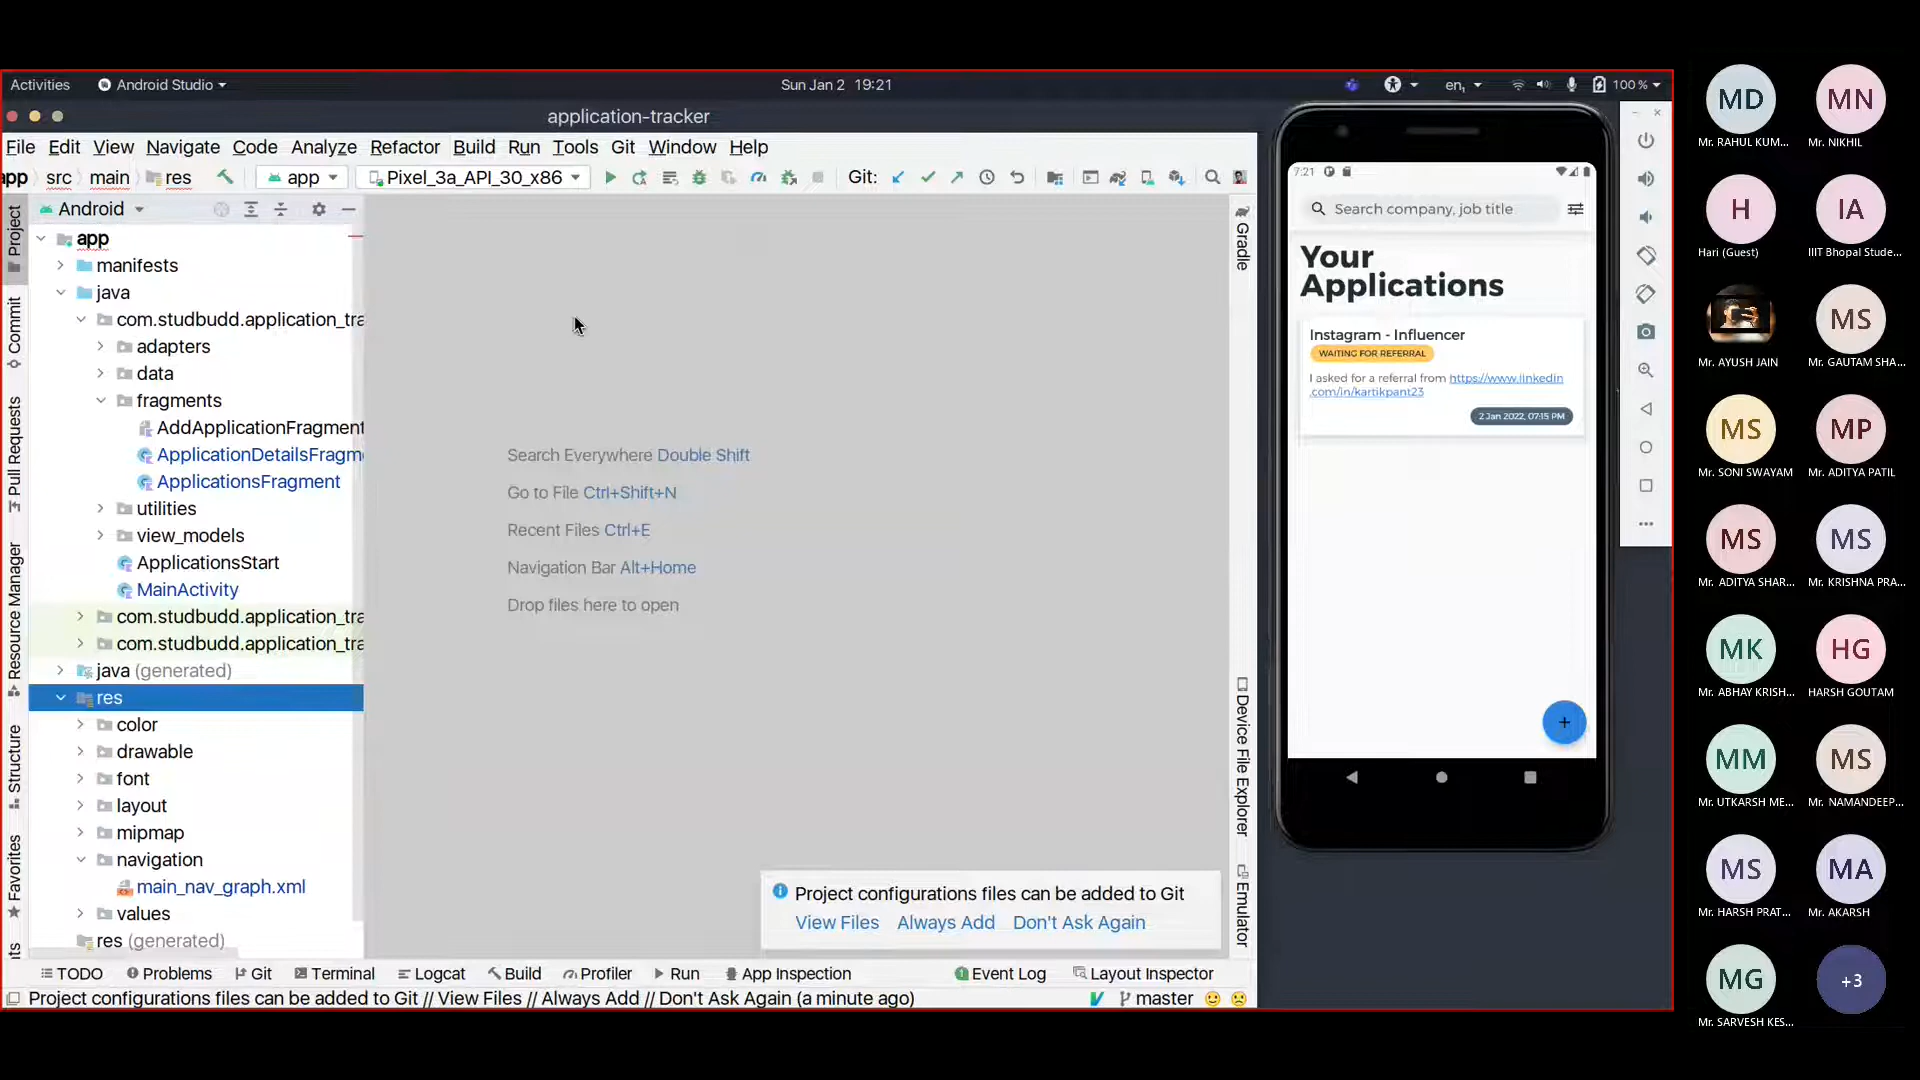 Activities
Android Studio
Sun Jan 2 19:21
en₁
100 %
application-tracker
File Edit View Navigate Code Analyze Refactor Build Run Tools Git Window Help
app src main res
app
Pixel_3a_API_30_x86
Git:
Project
Commit
Pull Requests
Resource Manager
Structure
Favorites
Android
app
manifests
java
com.studbudd.application_tra
adapters
data
fragments
AddApplicationFragment
ApplicationDetailsFragm
ApplicationsFragment
utilities
view_models
ApplicationsStart
MainActivity
com.studbudd.application_tra
com.studbudd.application_tra
java (generated)
res
color
drawable
font
layout
mipmap
navigation
main_nav_graph.xml
values
res (generated)
Search Everywhere Double Shift
Go to File Ctrl+Shift+N
Recent Files Ctrl+E
Navigation Bar Alt+Home
Drop files here to open
Project configurations files can be added to Git
View Files Always Add Don't Ask Again
Gradle
Device File Explorer
Emulator
TODO Problems Git Terminal Logcat Build Profiler Run App Inspection Event Log Layout Inspector
Project configurations files can be added to Git // View Files // Always Add // Don't Ask Again (a minute ago)
master
7:21
Search company, job title
Your
Applications
Instagram - Influencer
WAITING FOR REFERRAL
I asked for a referral from https://www.linkedin
.com/in/kartikpant23
2 Jan 2022, 07:15 PM
MD
Mr. RAHUL KUM...
MN
Mr. NIKHIL
H
Hari (Guest)
IA
IIIT Bhopal Stude...
Mr. AYUSH JAIN
MS
Mr. GAUTAM SHA...
MS
Mr. SONI SWAYAM
MP
Mr. ADITYA PATIL
MS
Mr. ADITYA SHAR...
MS
Mr. KRISHNA PRA...
MK
Mr. ABHAY KRISH...
HG
HARSH GOUTAM
MM
Mr. UTKARSH ME...
MS
Mr. NAMANDEEP...
MS
Mr. HARSH PRAT...
MA
Mr. AKARSH
MG
Mr. SARVESH KES...
+3